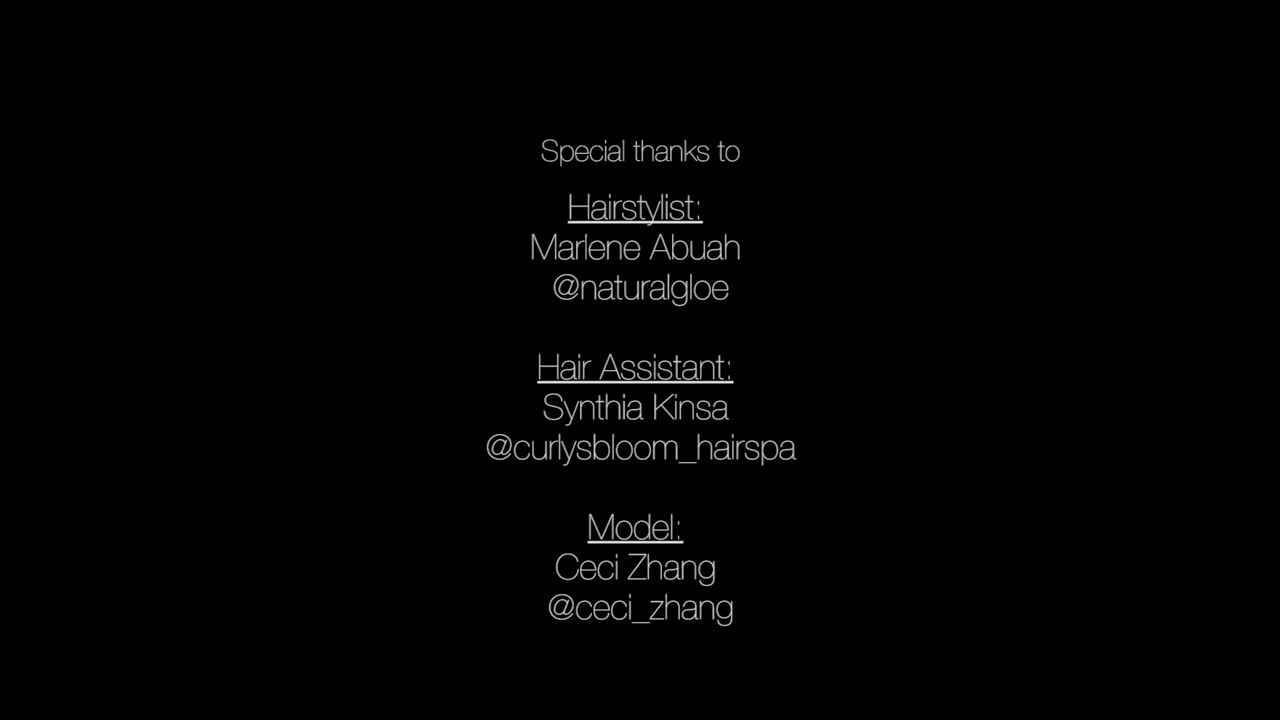 Special thanks to
Hairstylist:
Marlene Abuah
@naturalgloe
Hair Assistant:
Synthia Kinsa
@curlysbloom_hairspa
Model:
Ceci Zhang
@ceci_zhang